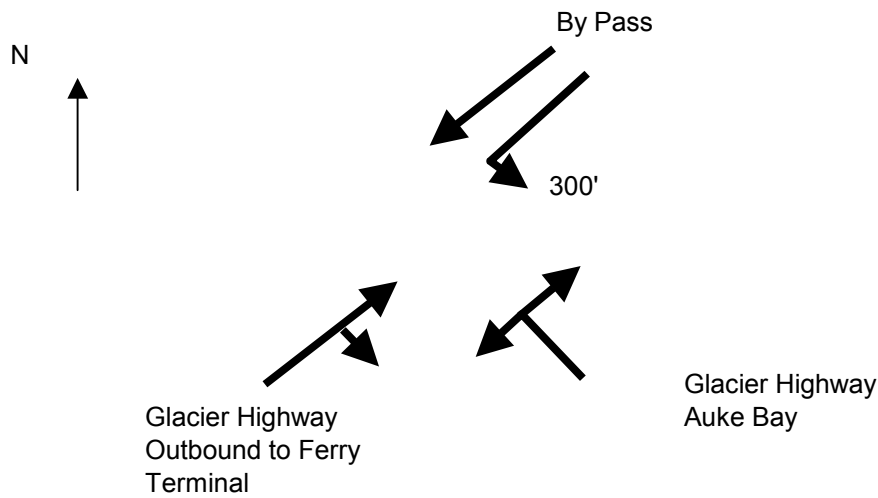 By Pass
N
300'
Glacier Highway
Auke Bay
Glacier Highway
Outbound to Ferry
Terminal